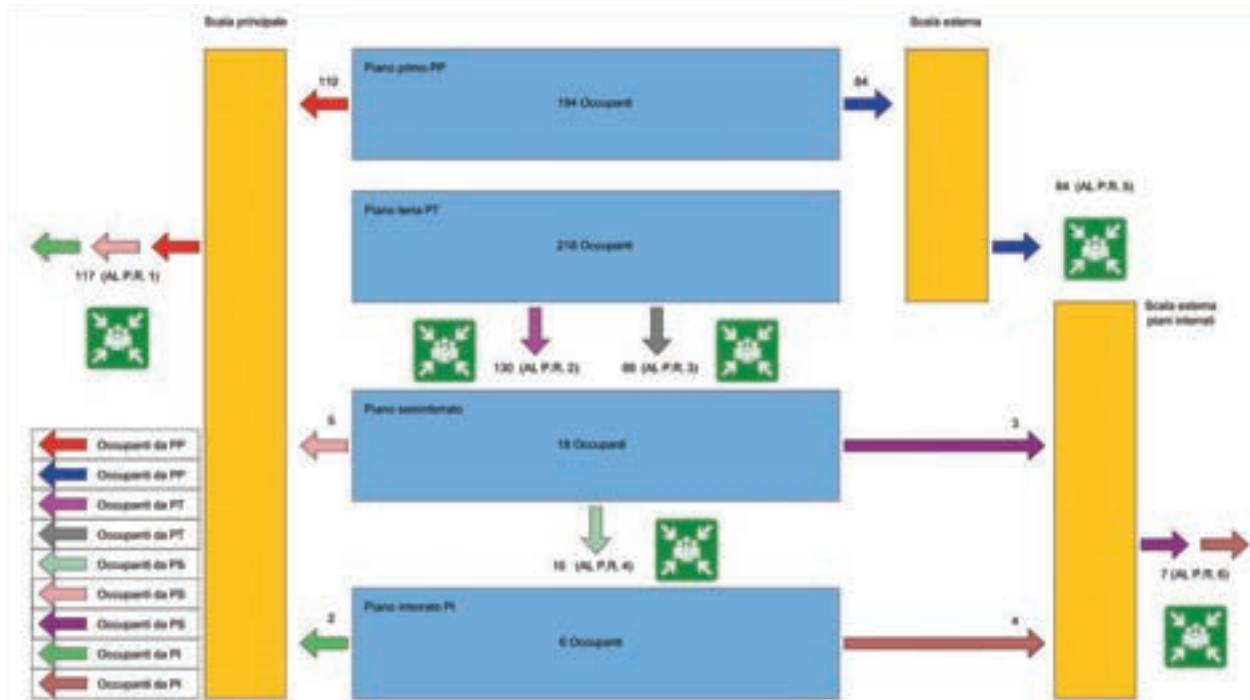 Scala principale
Scala esterna
Piano primo PP
110
84
194 Occupanti
84 (AL P.R. 5)
Piano terra PT
218 Occupanti
117 (AL P.R. 1)
Scala esterna
piani interrati
130 (AL P.R. 2)
88 (AL P.R. 3)
Piano seminterrato
5
3
18 Occupanti
Occupanti da PP
Occupanti da PP
Occupanti da PT
Occupanti da PT
Occupanti da PS
Occupanti da PS
Occupanti da PS
Occupanti da PI
Occupanti da PI
10 (AL P.R. 4)
7 (AL P.R. 6)
Piano interrato PI
2
4
6 Occupanti